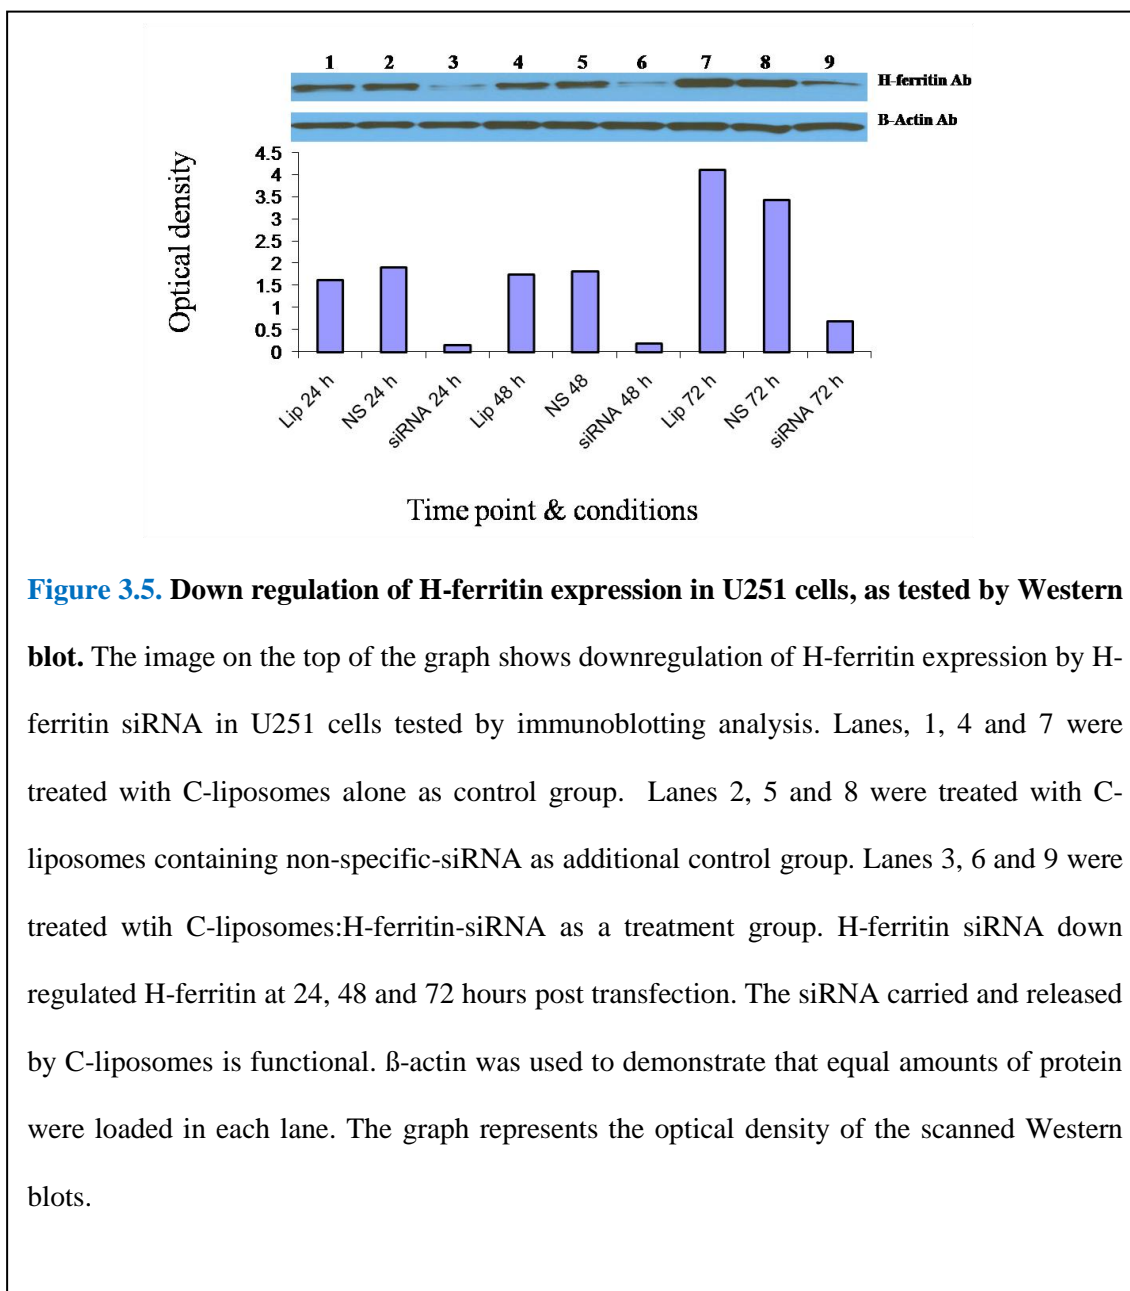 1 2 3 4 5 6 7 8 9
H-ferritin Ab
ß-Actin Ab
Optical density
4.5
4
3.5
3
2.5
2
1.5
1
0.5
0
Lip 24 h
NS 24 h
siRNA 24 h
Lip 48 h
NS 48
siRNA 48 h
Lip 72 h
NS 72 h
siRNA 72 h
Time point & conditions
Figure 3.5. Down regulation of H-ferritin expression in U251 cells, as tested by Western
blot. The image on the top of the graph shows downregulation of H-ferritin expression by H-
ferritin siRNA in U251 cells tested by immunoblotting analysis. Lanes, 1, 4 and 7 were
treated with C-liposomes alone as control group. Lanes 2, 5 and 8 were treated with C-
liposomes containing non-specific-siRNA as additional control group. Lanes 3, 6 and 9 were
treated wtih C-liposomes:H-ferritin-siRNA as a treatment group. H-ferritin siRNA down
regulated H-ferritin at 24, 48 and 72 hours post transfection. The siRNA carried and released
by C-liposomes is functional. ß-actin was used to demonstrate that equal amounts of protein
were loaded in each lane. The graph represents the optical density of the scanned Western
blots.